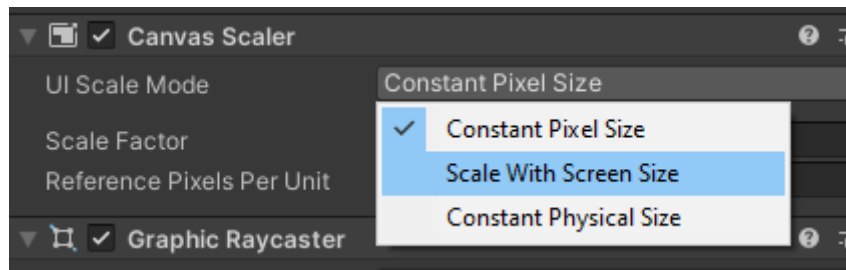 Canvas Scaler
UI Scale Mode Constant Pixel Size
Constant Pixel Size
Scale Factor
Scale With Screen Size
Reference Pixels Per Unit
Constant Physical Size
Graphic Raycaster